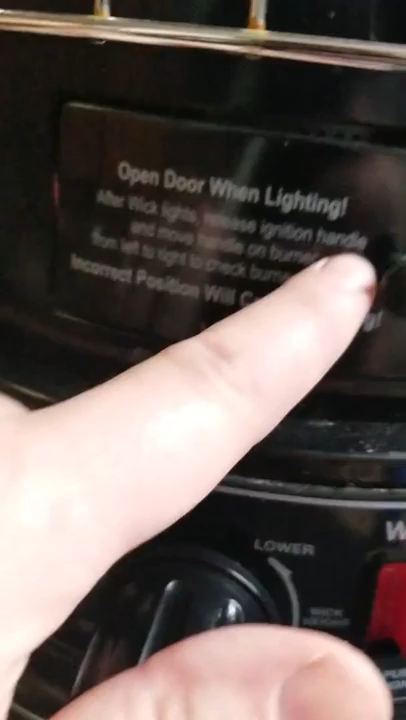 Open Door When Lighting!
After Wick lights, release ignition handle
and move handle on burner
from left to right to check burner
Incorrect Position Will
g!
LOWER
WICK
HEIGHT
W